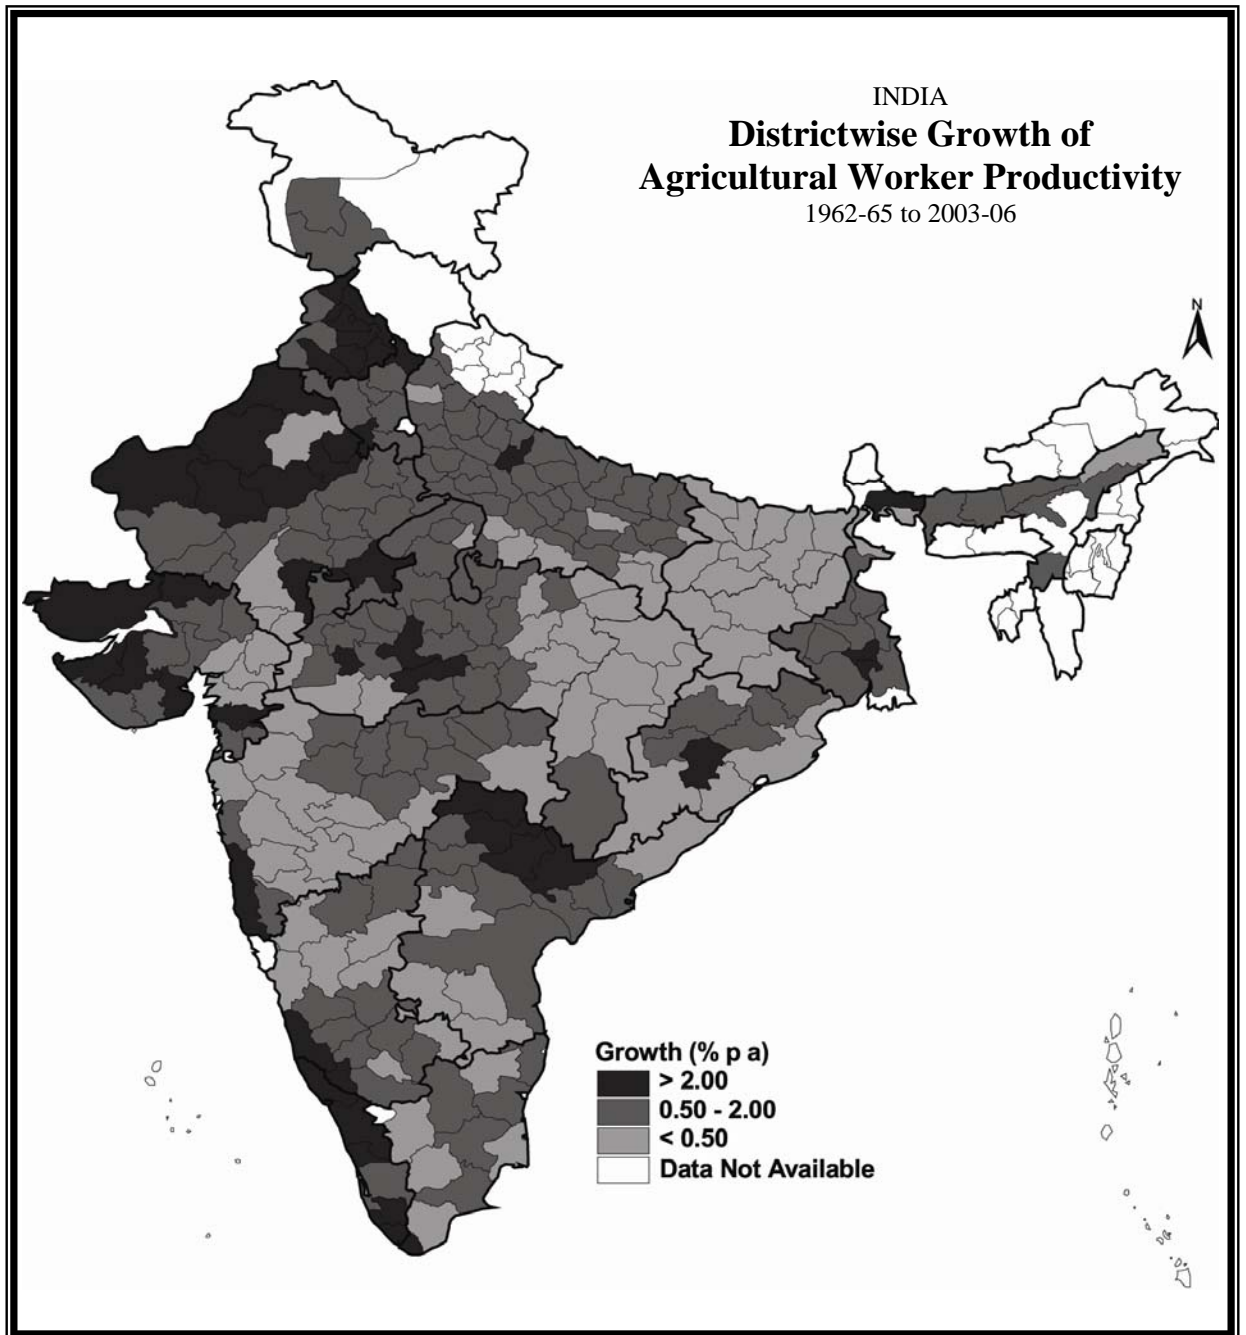 INDIA
Districtwise Growth of
Agricultural Worker Productivity
1962-65 to 2003-06
N
Growth (% p a)
> 2.00
0.50 - 2.00
< 0.50
Data Not Available